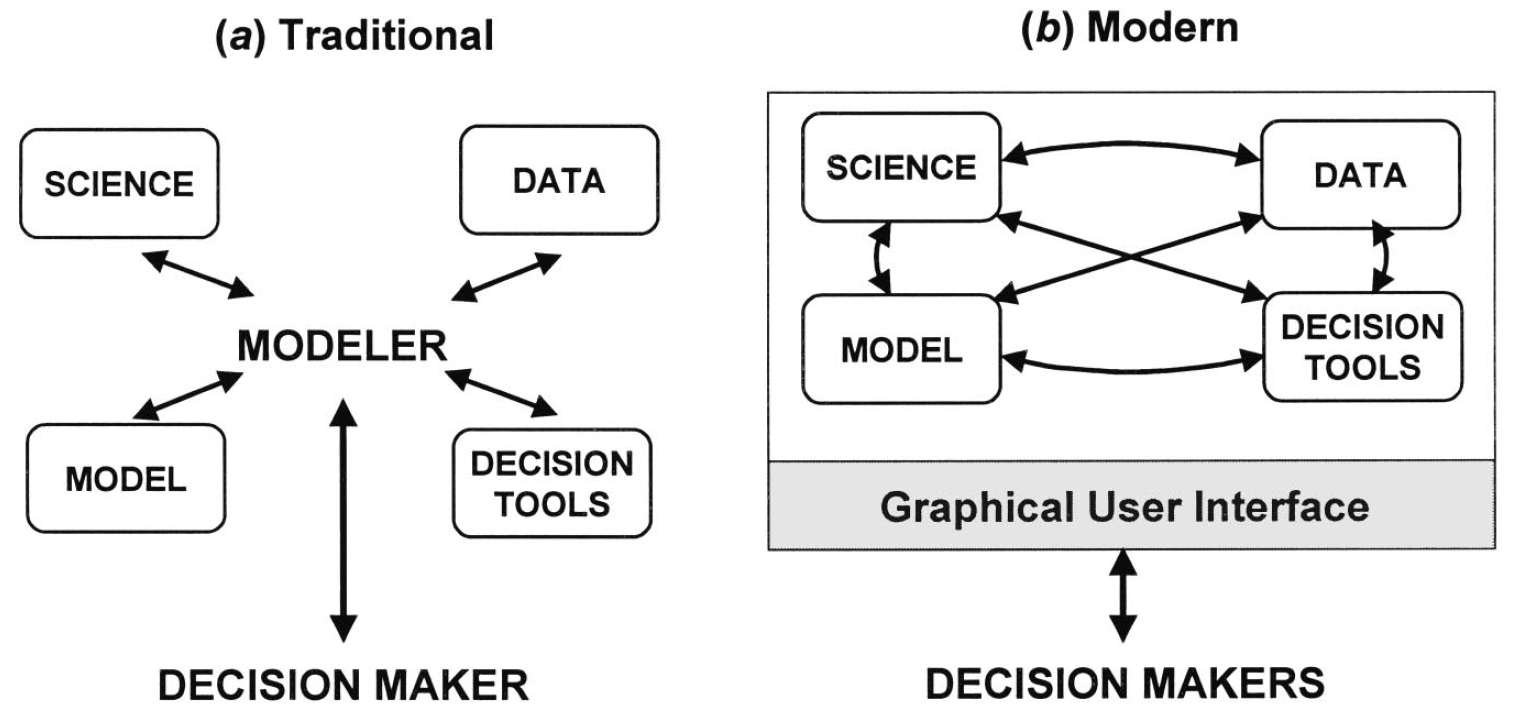 (a) Traditional
SCIENCE
DATA
MODELER
MODEL
DECISION
TOOLS
DECISION MAKER
(b) Modern
SCIENCE
DATA
MODEL
DECISION
TOOLS
Graphical User Interface
DECISION MAKERS